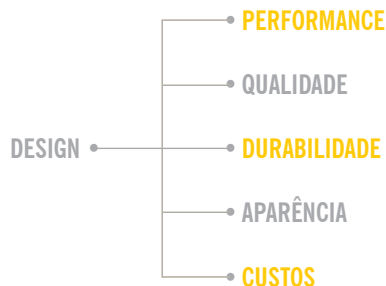 PERFORMANCE
QUALIDADE
DESIGN
DURABILIDADE
APARÊNCIA
CUSTOS